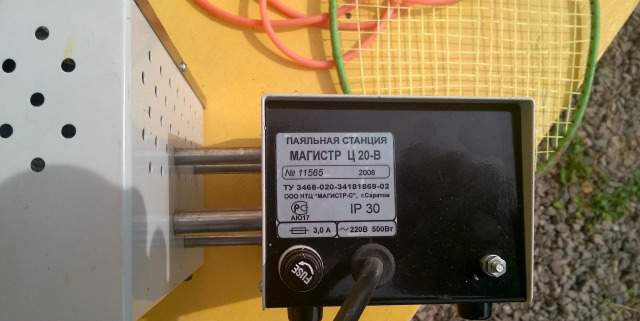 ПАЯЛЬНАЯ СТАНЦИЯ
МАГИСТР Ц 20-В
№ 11565 2008
ТУ 3468-020-34181869-02
ООО НТЦ "МАГИСТР-С", г.Саратов
АЮ17
IP 30
3,0 А ~ 220В 500Вт
FUSE